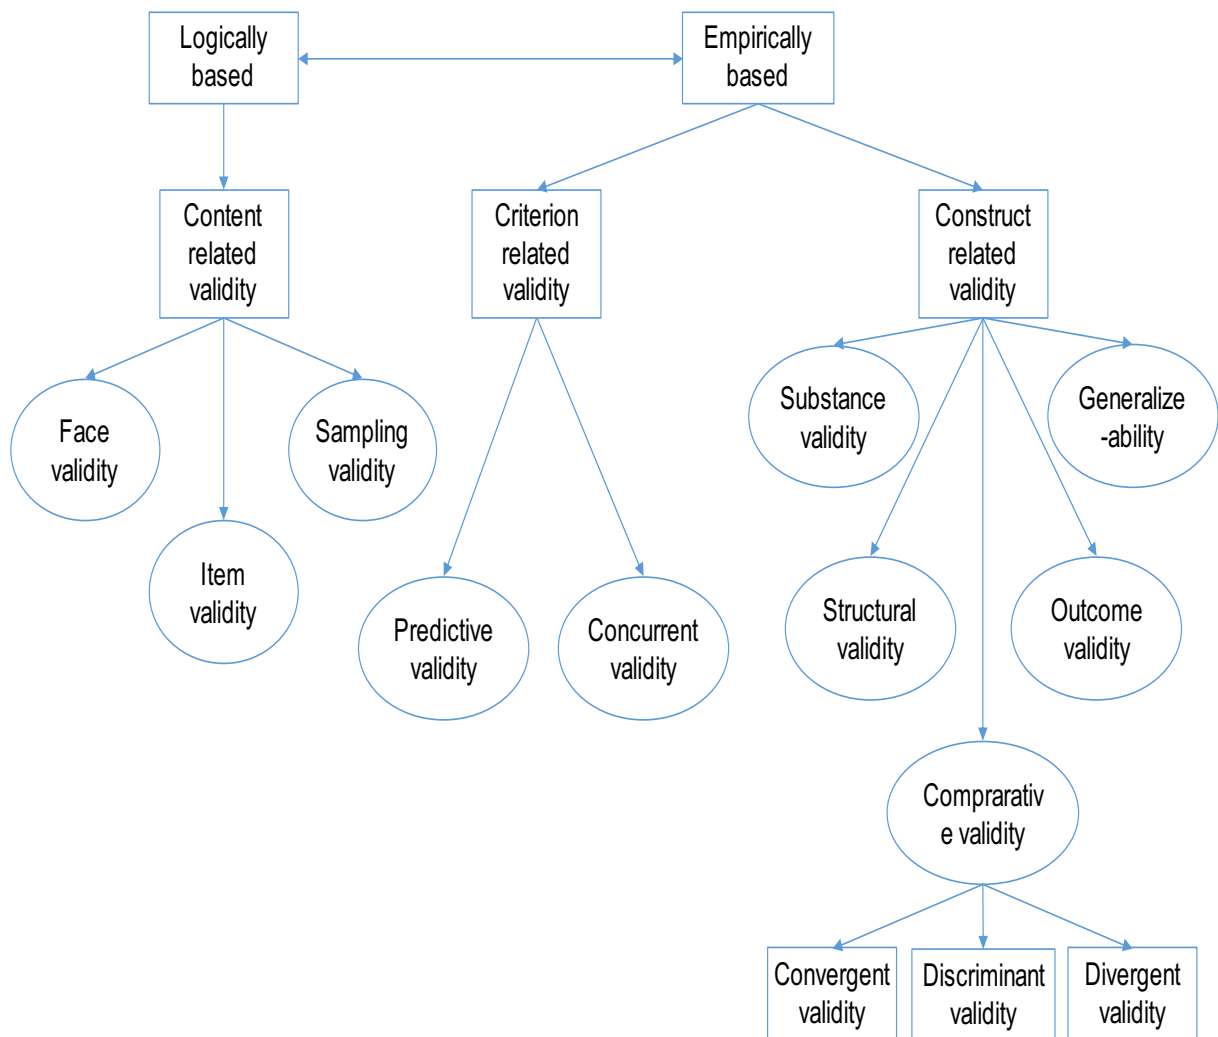 Logically
based
Empirically
based
Content
related
validity
Criterion
related
validity
Construct
related
validity
Face
validity
Sampling
validity
Item
validity
Predictive
validity
Concurrent
validity
Substance
validity
Generalize
-ability
Structural
validity
Outcome
validity
Comprarativ
e validity
Convergent
validity
Discriminant
validity
Divergent
validity